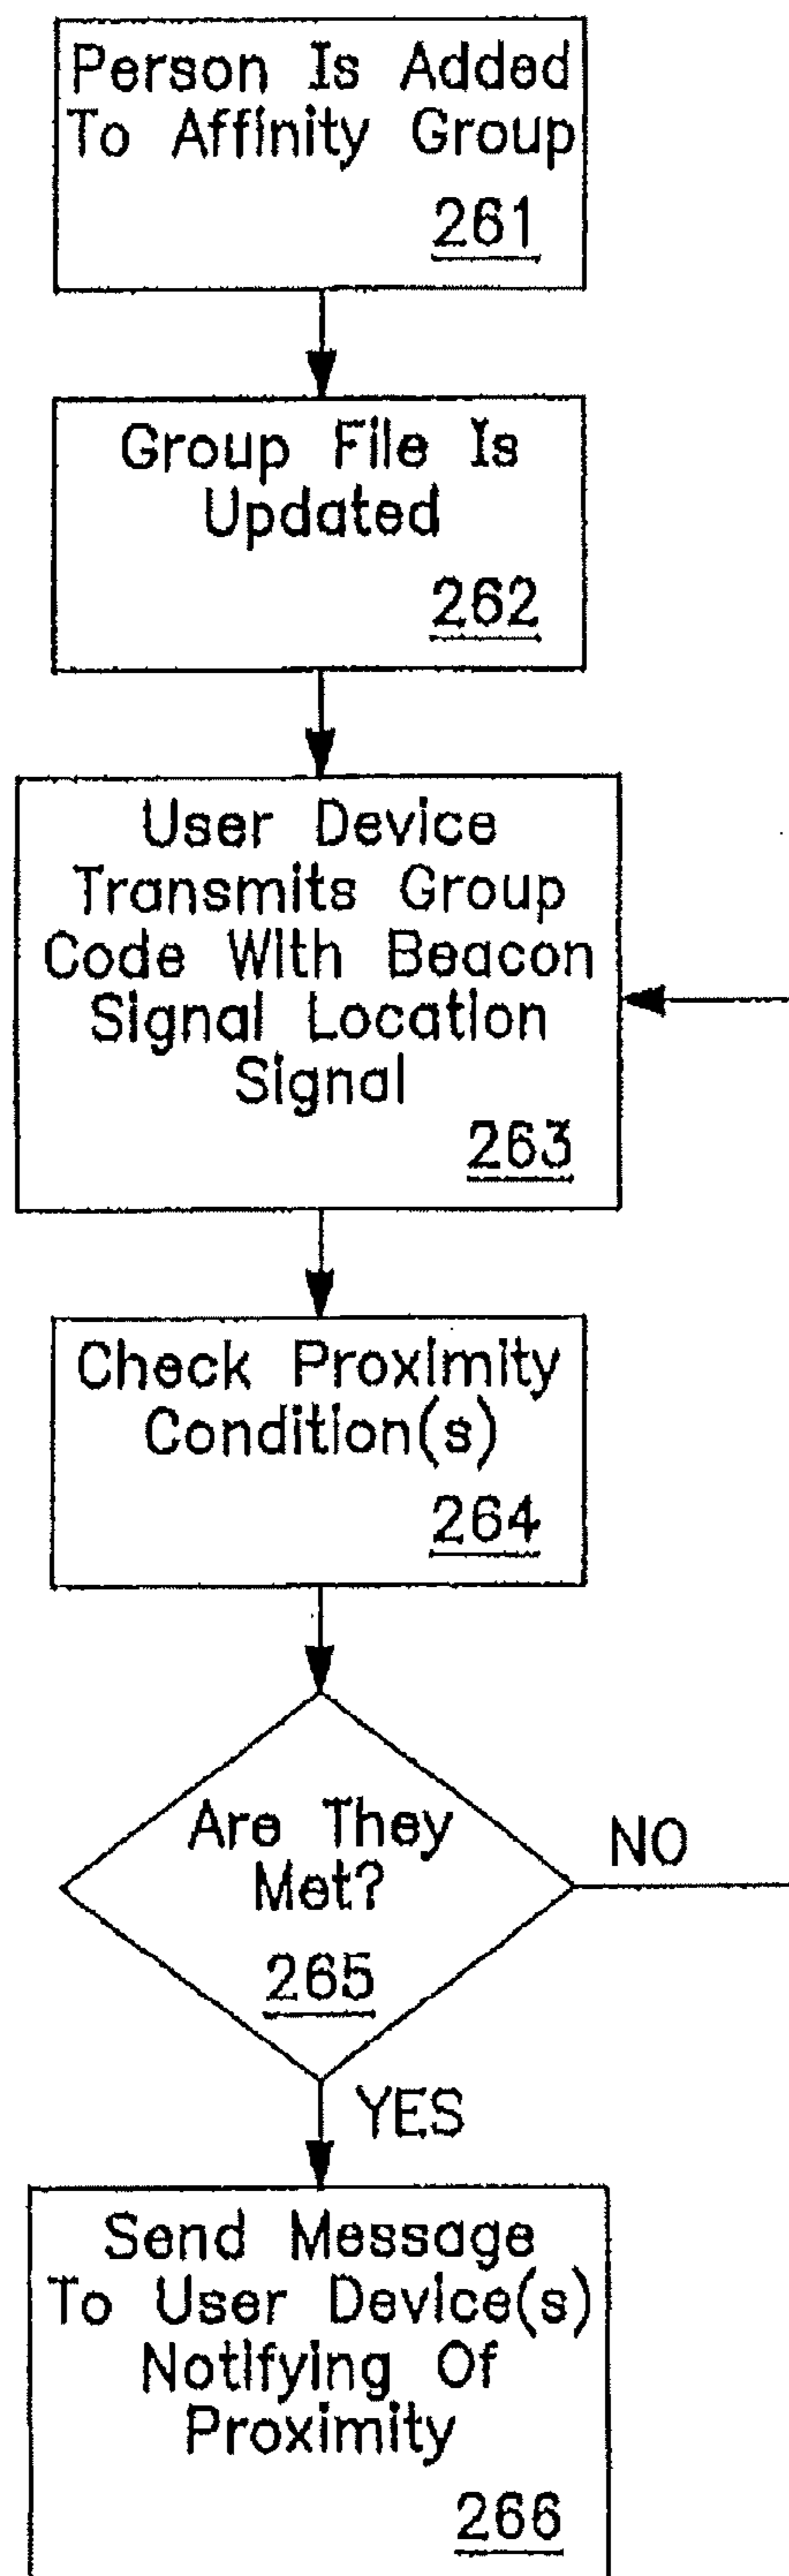 Person Is Added
To Affinity Group
261
Group File Is
Updated
262
User Device
Transmits Group
Code With Beacon
Signal Location
Signal
263
Check Proximity
Condition(s)
264
Are They
Met?
265
NO
YES
Send Message
To User Device(s)
Notifying Of
Proximity
266